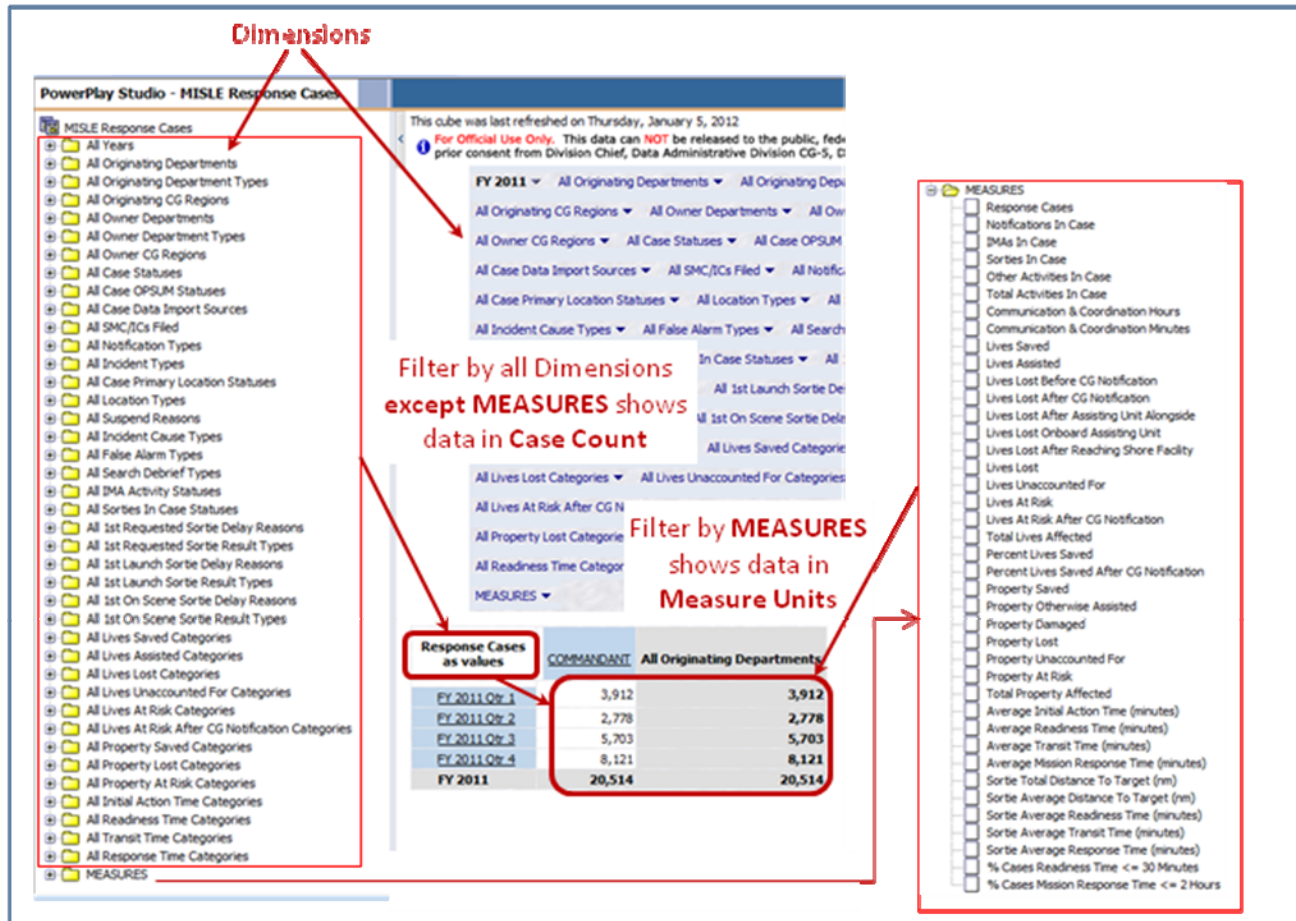 Dimensions
PowerPlay Studio - MISLE Response Cases
MISLE Response Cases
All Years
All Originating Departments
All Originating Department Types
All Originating CG Regions
All Owner Departments
All Owner Department Types
All Owner CG Regions
All Case Statuses
All Case OPSUM Statuses
All Case Data Import Sources
All SMC/ICs Filed
All Notification Types
All Incident Types
All Case Primary Location Statuses
All Location Types
All Suspend Reasons
All Incident Cause Types
All False Alarm Types
All Search Debrief Types
All IMA Activity Statuses
All Sorties In Case Statuses
All 1st Requested Sortie Delay Reasons
All 1st Requested Sortie Result Types
All 1st Launch Sortie Delay Reasons
All 1st Launch Sortie Result Types
All 1st On Scene Sortie Delay Reasons
All 1st On Scene Sortie Result Types
All Lives Saved Categories
All Lives Assisted Categories
All Lives Lost Categories
All Lives Unaccounted For Categories
All Lives At Risk Categories
All Lives At Risk After CG Notification Categories
All Property Saved Categories
All Property Lost Categories
All Property At Risk Categories
All Initial Action Time Categories
All Readiness Time Categories
All Transit Time Categories
All Response Time Categories
MEASURES
This cube was last refreshed on Thursday, January 5, 2012
For Official Use Only. This data can NOT be released to the public, fede
prior consent from Division Chief, Data Administrative Division CG-5, D
FY 2011 All Originating Departments All Originating Depa
All Originating CG Regions All Owner Departments All Ow
All Owner CG Regions All Case Statuses All Case OPSUM
All Case Data Import Sources All SMC/ICs Filed All Notific
All Case Primary Location Statuses All Location Types All
All Incident Cause Types All False Alarm Types All Search
In Case Statuses All
All 1st Launch Sortie De
All 1st On Scene Sortie Dela
All Lives Saved Categorie
All Lives Lost Categories All Lives Unaccounted For Categories
All Lives At Risk After CG N
All Property Lost Categorie
All Readiness Time Categor
MEASURES
Filter by all Dimensions
except MEASURES shows
data in Case Count
Filter by MEASURES
shows data in
Measure Units
Response Cases as values COMMANDANT All Originating Departments
FY 2011 Qtr 1 3,912 3,912
FY 2011 Qtr 2 2,778 2,778
FY 2011 Qtr 3 5,703 5,703
FY 2011 Qtr 4 8,121 8,121
FY 2011 20,514 20,514
MEASURES
Response Cases
Notifications In Case
IMAs In Case
Sorties In Case
Other Activities In Case
Total Activities In Case
Communication & Coordination Hours
Communication & Coordination Minutes
Lives Saved
Lives Assisted
Lives Lost Before CG Notification
Lives Lost After CG Notification
Lives Lost After Assisting Unit Alongside
Lives Lost Onboard Assisting Unit
Lives Lost After Reaching Shore Facility
Lives Lost
Lives Unaccounted For
Lives At Risk
Lives At Risk After CG Notification
Total Lives Affected
Percent Lives Saved
Percent Lives Saved After CG Notification
Property Saved
Property Otherwise Assisted
Property Damaged
Property Lost
Property Unaccounted For
Property At Risk
Total Property Affected
Average Initial Action Time (minutes)
Average Readiness Time (minutes)
Average Transit Time (minutes)
Average Mission Response Time (minutes)
Sortie Total Distance To Target (nm)
Sortie Average Distance To Target (nm)
Sortie Average Readiness Time (minutes)
Sortie Average Transit Time (minutes)
Sortie Average Response Time (minutes)
% Cases Readiness Time <= 30 Minutes
% Cases Mission Response Time <= 2 Hours